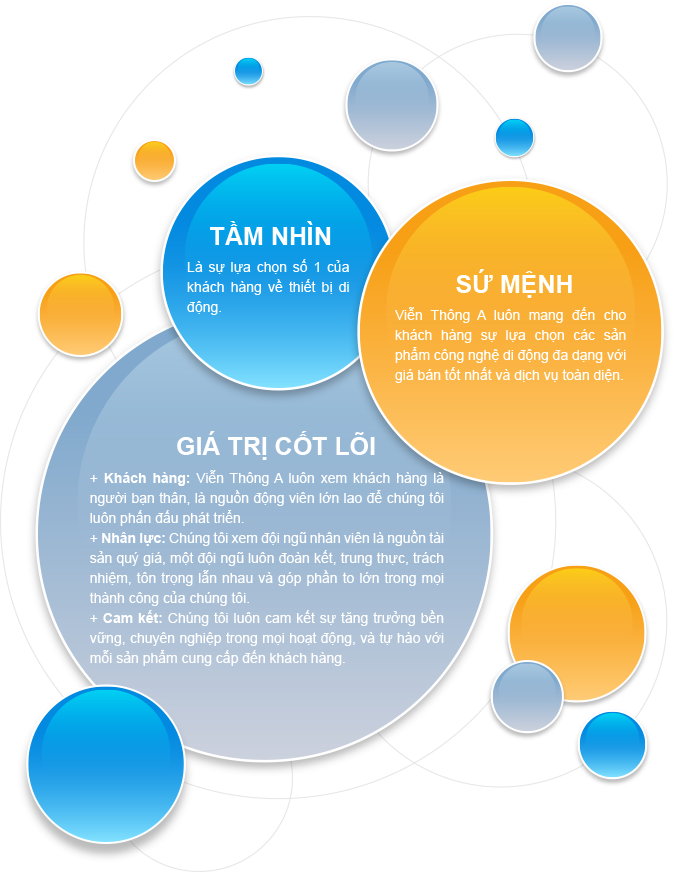 TẦM NHÌN
Là sự lựa chọn số 1 của
khách hàng về thiết bị di
động.
SỨ MỆNH
Viễn Thông A luôn mang đến cho
khách hàng sự lựa chọn các sản
phẩm công nghệ di động đa dạng với
giá bán tốt nhất và dịch vụ toàn diện.
GIÁ TRỊ CỐT LÕI
+ Khách hàng: Viễn Thông A luôn xem khách hàng là
người bạn thân, là nguồn động viên lớn lao để chúng tôi
luôn phấn đấu phát triển.
+ Nhân lực: Chúng tôi xem đội ngũ nhân viên là nguồn tài
sản quý giá, một đội ngũ luôn đoàn kết, trung thực, trách
nhiệm, tôn trọng lẫn nhau và góp phần to lớn trong mọi
thành công của chúng tôi.
+ Cam kết: Chúng tôi luôn cam kết sự tăng trưởng bền
vững, chuyên nghiệp trong mọi hoạt động, và tự hào với
mỗi sản phẩm cung cấp đến khách hàng.